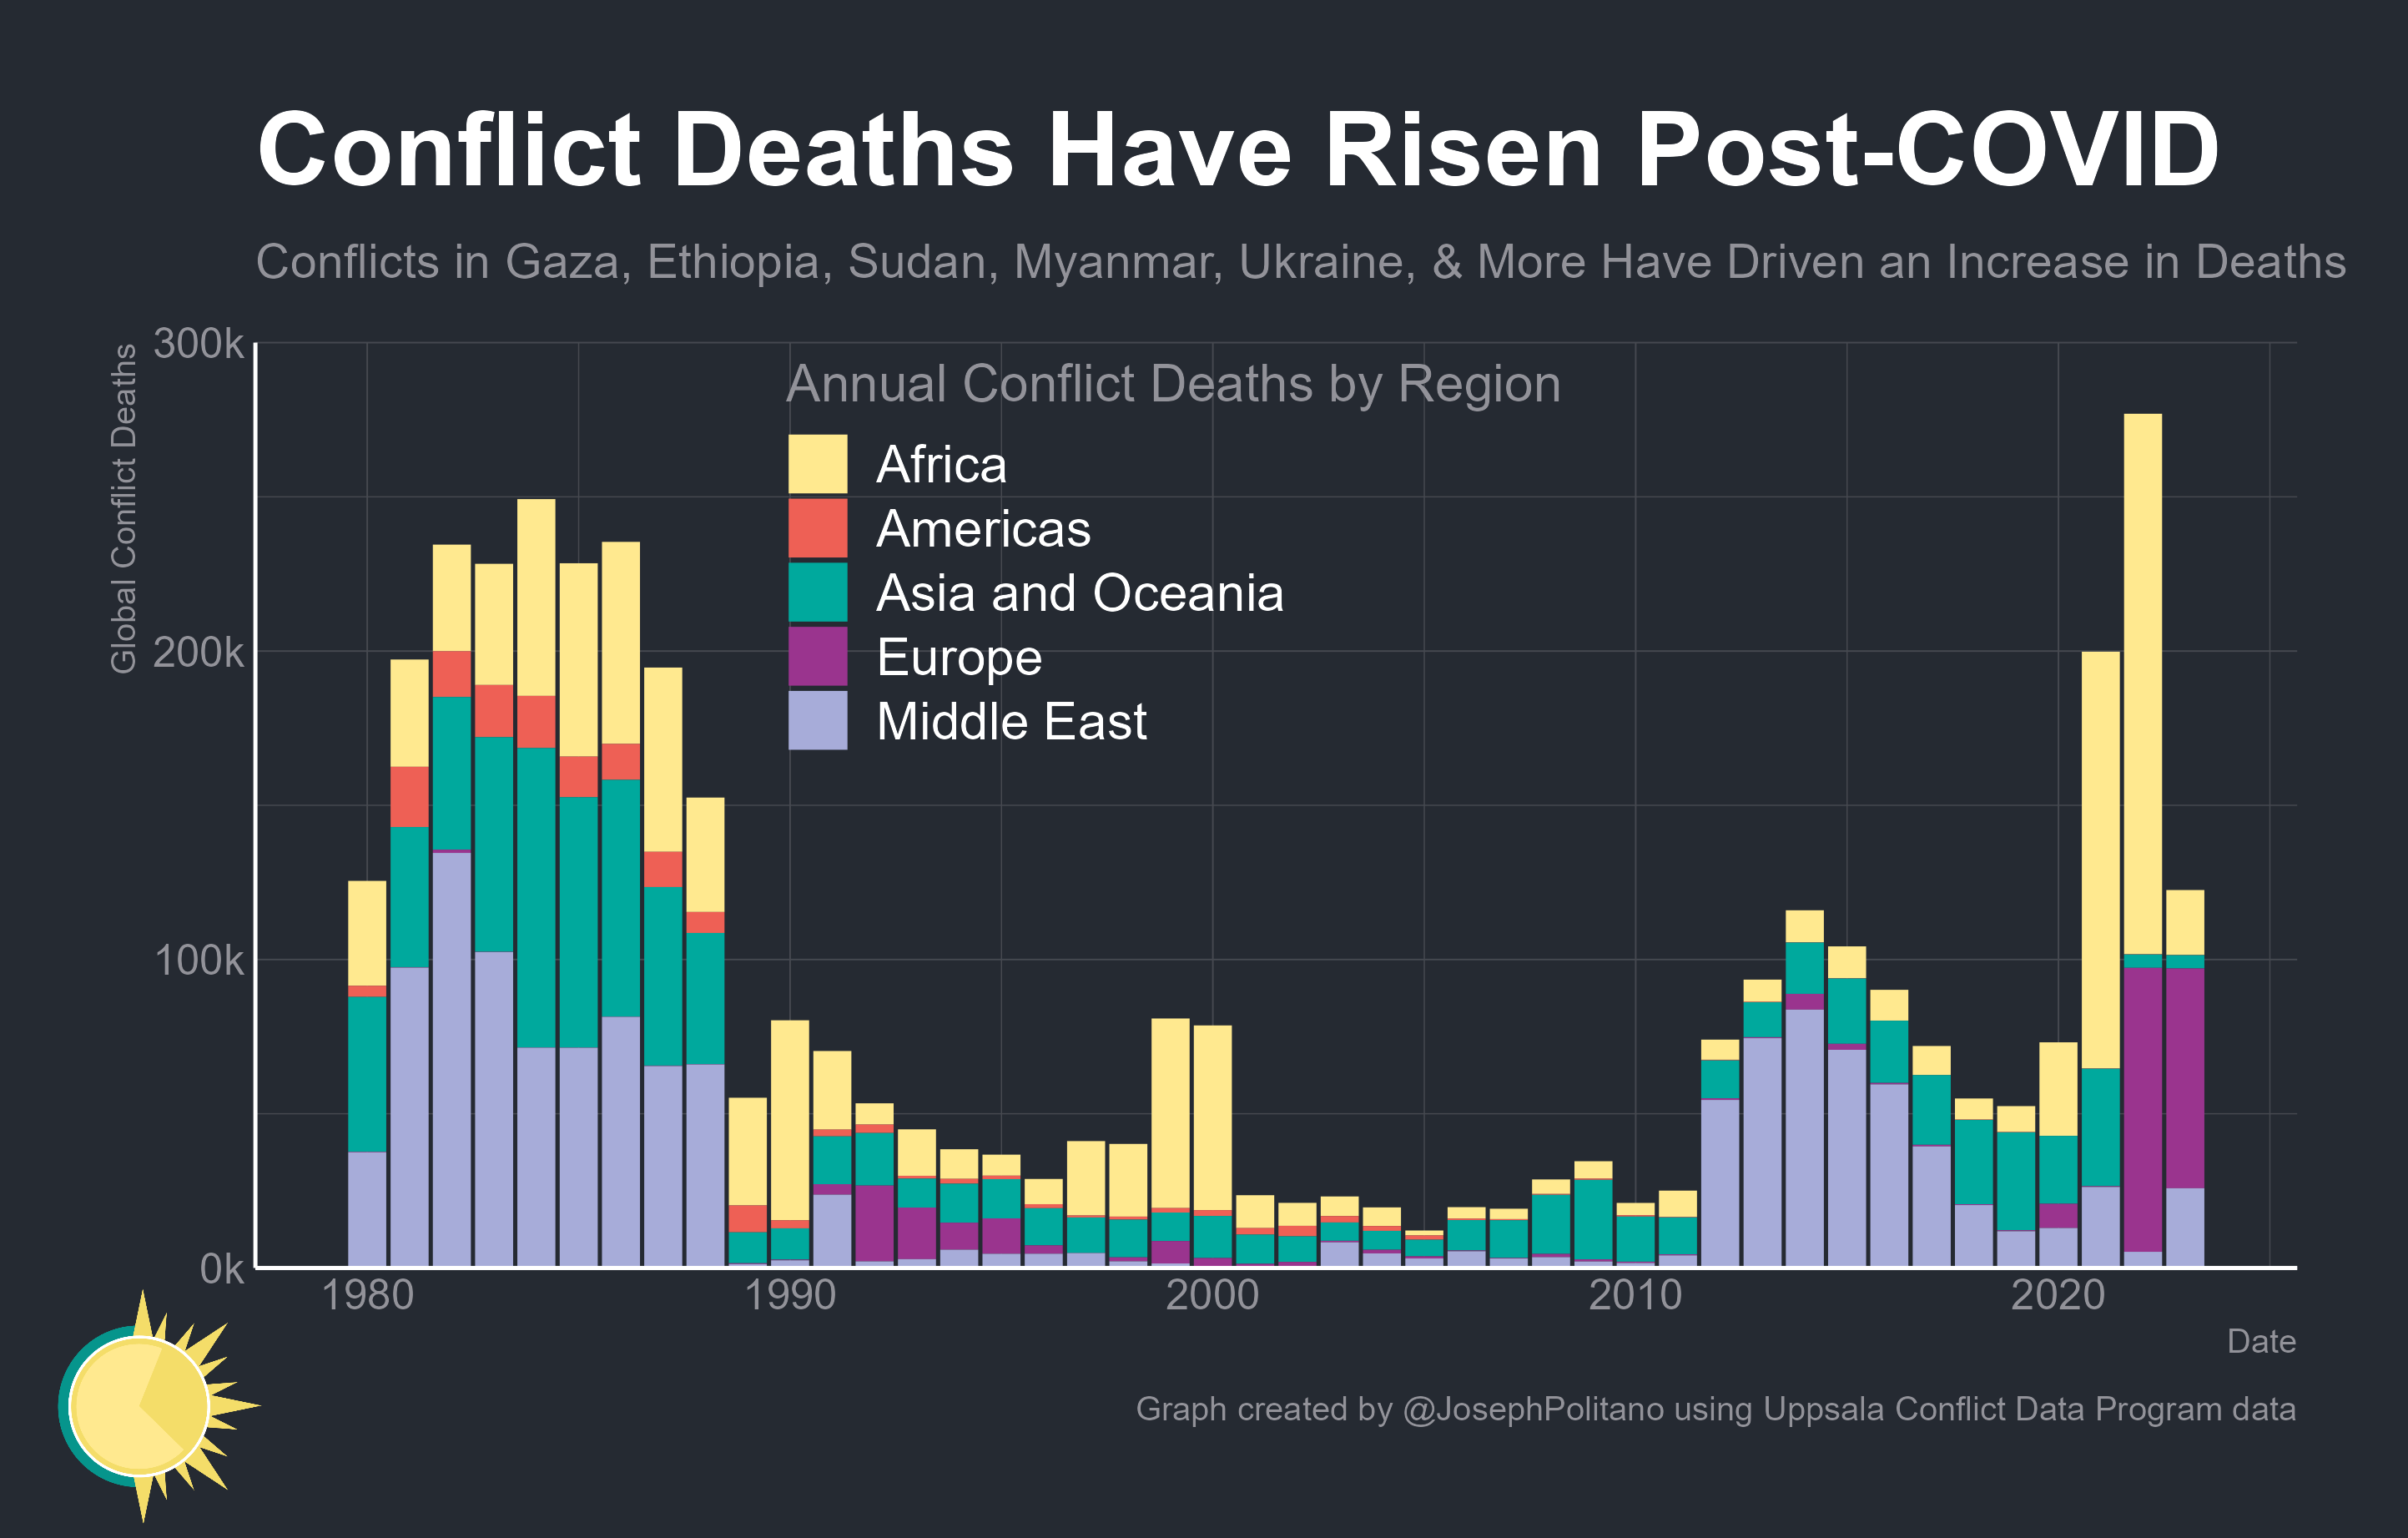 Conflict Deaths Have Risen Post-COVID
Conflicts in Gaza, Ethiopia, Sudan, Myanmar, Ukraine, & More Have Driven an Increase in Deaths
Global Conflict Deaths
300k
200k
100k
0k
Annual Conflict Deaths by Region
Africa
Americas
Asia and Oceania
Europe
Middle East
1980 1990 2000 2010 2020
Date
Graph created by @JosephPolitano using Uppsala Conflict Data Program data